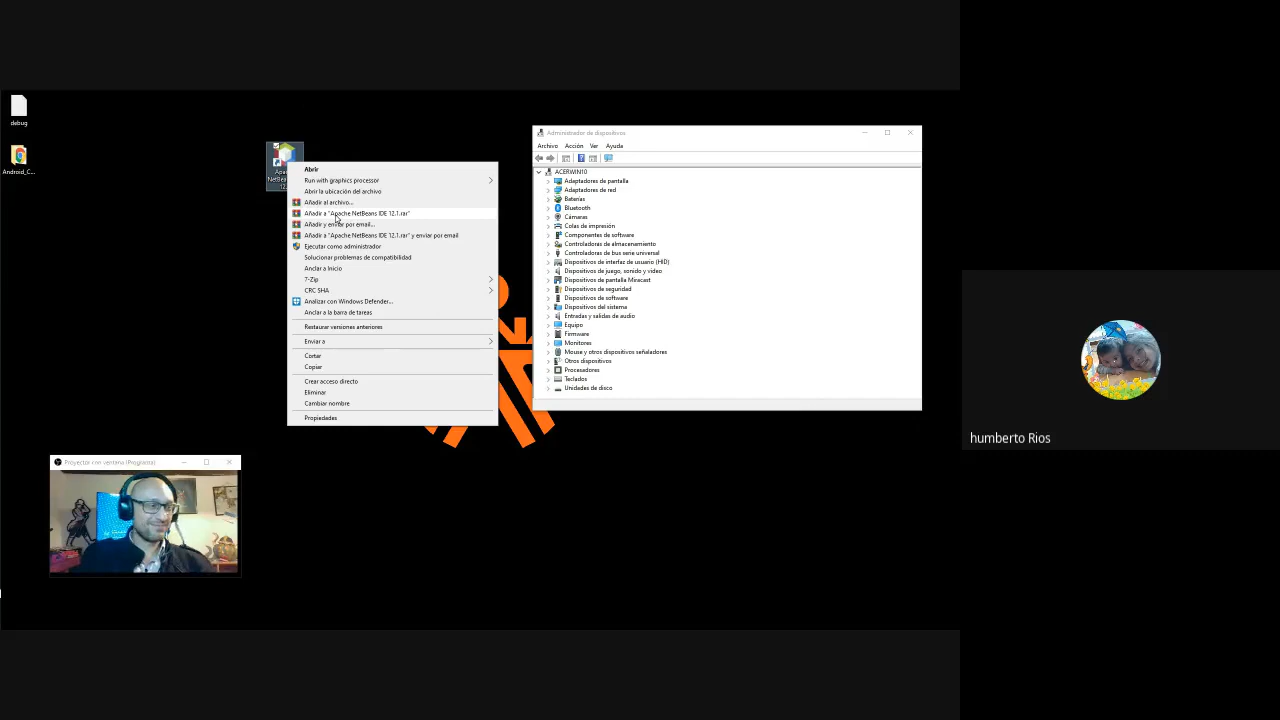 debug
Android_C...
Apac
NetBeans
12.
Abrir
Run with graphics processor
Abrir la ubicación del archivo
Añadir al archivo...
Añadir a "Apache NetBeans IDE 12.1.rar"
Añadir y enviar por email...
Añadir a "Apache NetBeans IDE 12.1.rar" y enviar por email
Ejecutar como administrador
Solucionar problemas de compatibilidad
Anclar a Inicio
7-Zip
CRC SHA
Analizar con Windows Defender...
Anclar a la barra de tareas
Restaurar versiones anteriores
Enviar a
Cortar
Copiar
Crear acceso directo
Eliminar
Cambiar nombre
Propiedades
Administrador de dispositivos
Archivo Acción Ver Ayuda
ACERWIN10
Adaptadores de pantalla
Adaptadores de red
Baterías
Bluetooth
Cámaras
Colas de impresión
Componentes de software
Controladoras de almacenamiento
Controladoras de bus serie universal
Dispositivos de interfaz de usuario (HID)
Dispositivos de juego, sonido y vídeo
Dispositivos de pantalla Miracast
Dispositivos de seguridad
Dispositivos de software
Dispositivos del sistema
Entradas y salidas de audio
Equipo
Firmware
Monitores
Mouse y otros dispositivos señaladores
Otros dispositivos
Procesadores
Teclados
Unidades de disco
Proyector con ventana (Programa)
humberto Rios